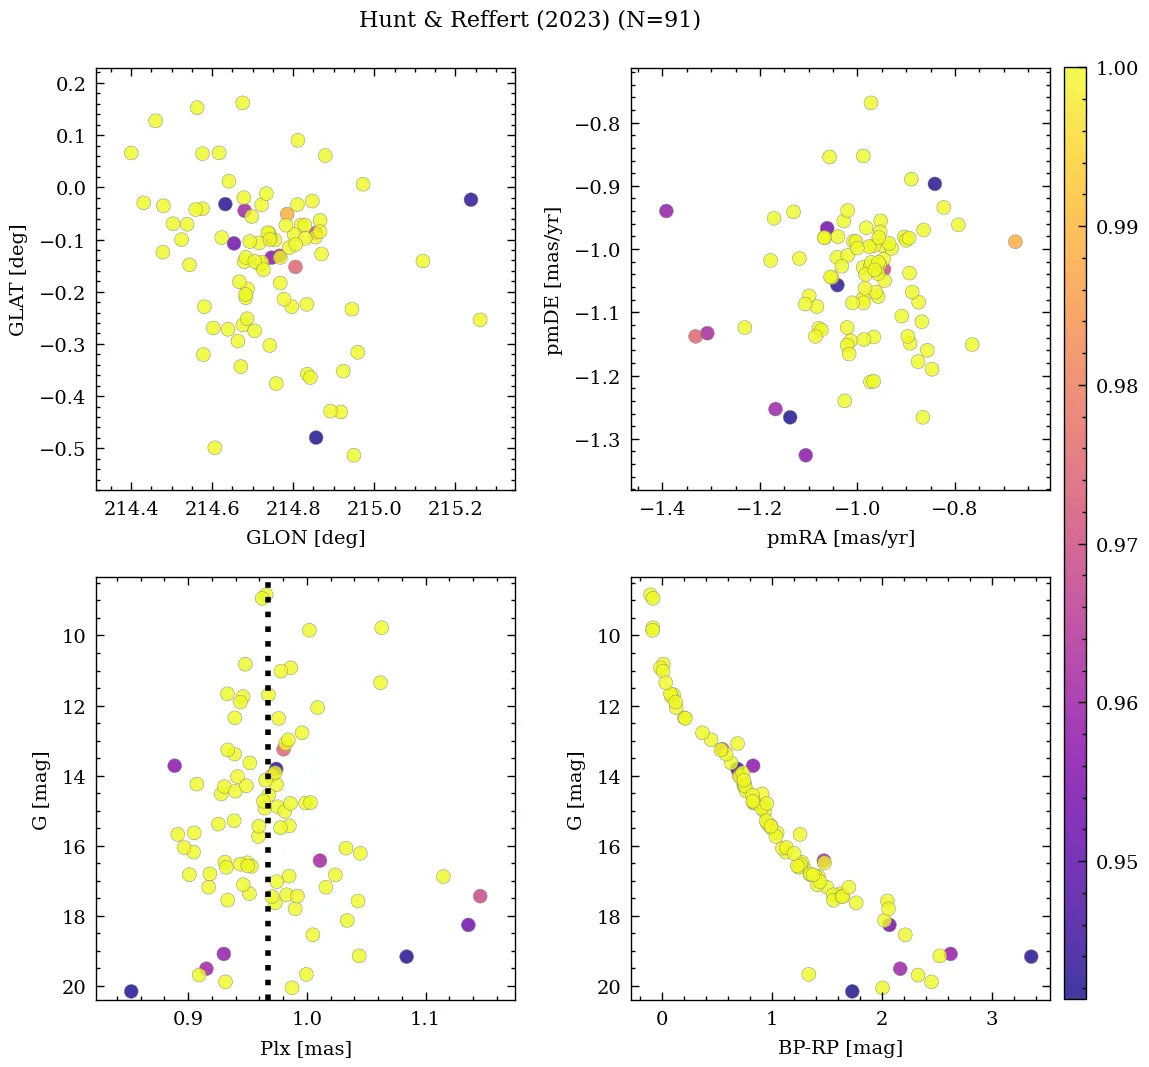 Hunt & Reffert (2023) (N=91)
0.2
0.1
0.0
−0.1
−0.2
−0.3
−0.4
−0.5
GLAT [deg]
214.4 214.6 214.8 215.0 215.2
GLON [deg]
−0.8
−0.9
−1.0
−1.1
−1.2
−1.3
pmDE [mas/yr]
−1.4 −1.2 −1.0 −0.8
pmRA [mas/yr]
1.00
0.99
0.98
0.97
0.96
0.95
10
12
14
16
18
20
G [mag]
0.9 1.0 1.1
Plx [mas]
10
12
14
16
18
20
G [mag]
0 1 2 3
BP-RP [mag]